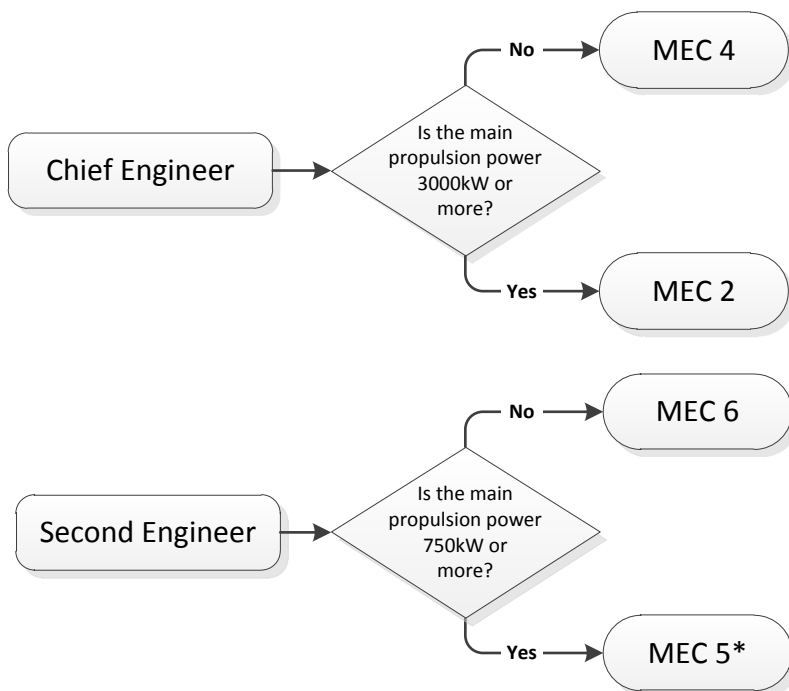 No
MEC 4
Chief Engineer
Is the main
propulsion power
3000kW or
more?
Yes
MEC 2
No
MEC 6
Second Engineer
Is the main
propulsion power
750kW or
more?
Yes
MEC 5*